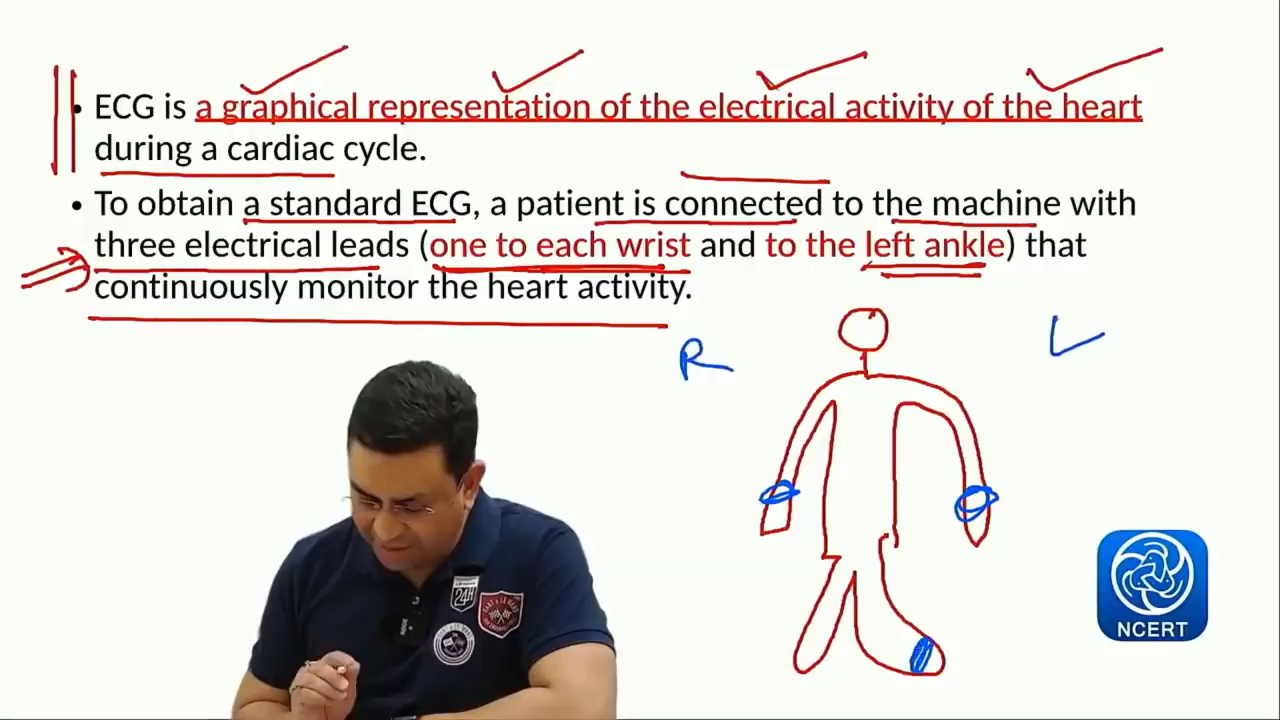 • ECG is a graphical representation of the electrical activity of the heart
during a cardiac cycle.
• To obtain a standard ECG, a patient is connected to the machine with
three electrical leads (one to each wrist and to the left ankle) that
continuously monitor the heart activity.
R
L
24H
NCERT